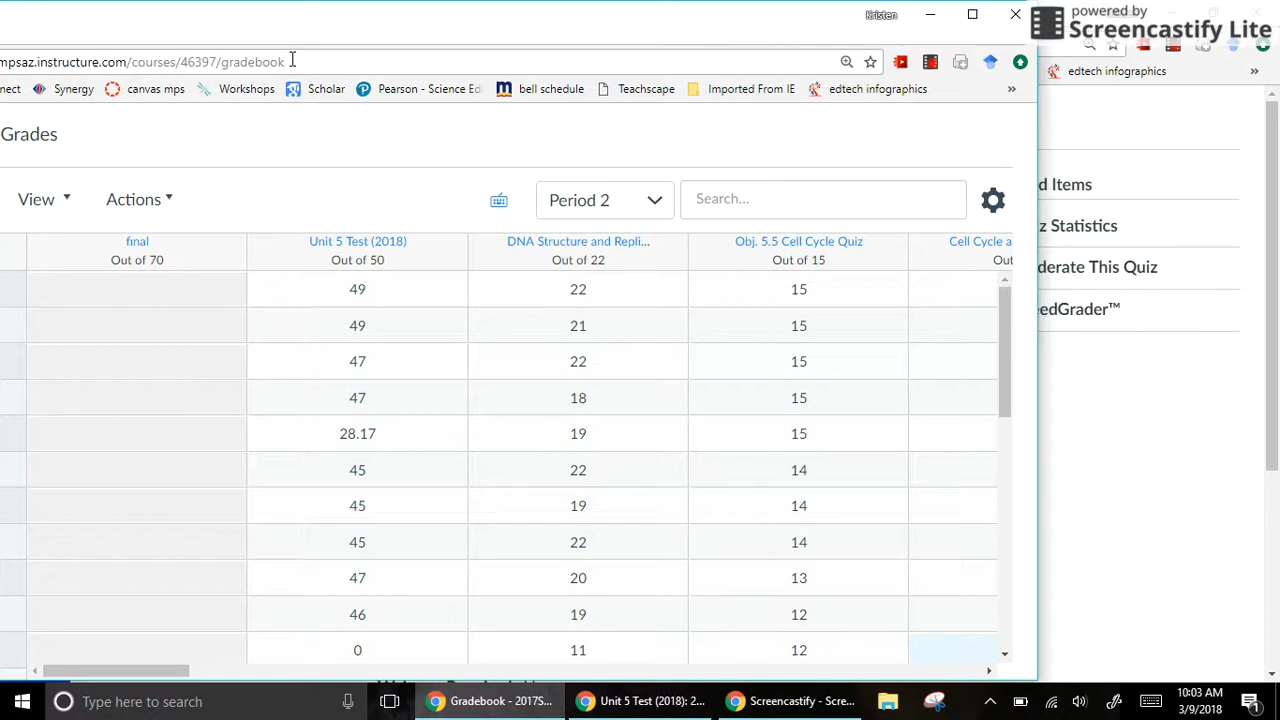 Kristen
powered by
Screencastify Lite
mpsaz.instructure.com/courses/46397/gradebook
nect Synergy canvas mps Workshops Scholar Pearson - Science Ed bell schedule Teachscape Imported From IE edtech infographics »
edtech infographics »
Grades
View Actions Period 2 Search...
final Unit 5 Test (2018) DNA Structure and Repli... Obj. 5.5 Cell Cycle Quiz Cell Cycle a
Out of 70 Out of 50 Out of 22 Out of 15 Out
49 22 15
49 21 15
47 22 15
47 18 15
28.17 19 15
45 22 14
45 19 14
45 22 14
47 20 13
46 19 12
0 11 12
d Items
z Statistics
derate This Quiz
eedGrader™
Type here to search
Gradebook - 2017S...
Unit 5 Test (2018): 2...
Screencastify - Scre...
10:03 AM
3/9/2018
1